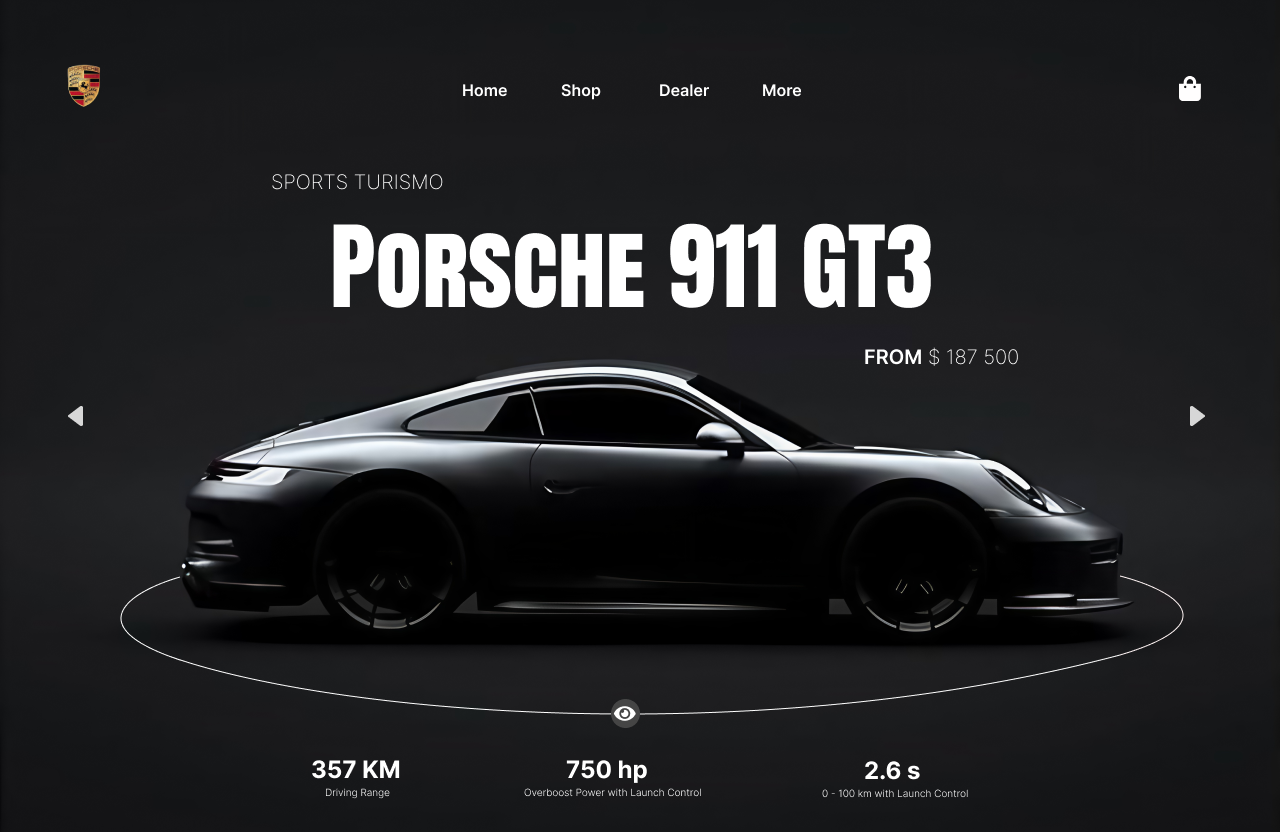 PORSCHE
Home Shop Dealer More
SPORTS TURISMO
PORSCHE 911 GT3
FROM $ 187 500
357 KM 750 hp 2.6 s
Driving Range Overboost Power with Launch Control 0 - 100 km with Launch Control